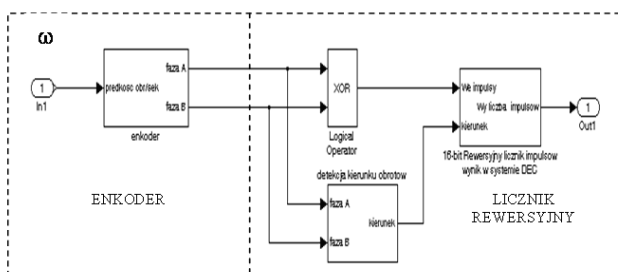 ω
1
In1
predkosc obr/sek
faza A
faza B
enkoder
XOR
Logical
Operator
We impulsy
Wy liczba impulsow
kierunek
16-bit Rewersyjny licznik impulsow
wynik w systemie DEC
1
Out1
detekcja kierunku obrotow
faza A
faza B
kierunek
ENKODER
LICZNIK
REWERSYJNY